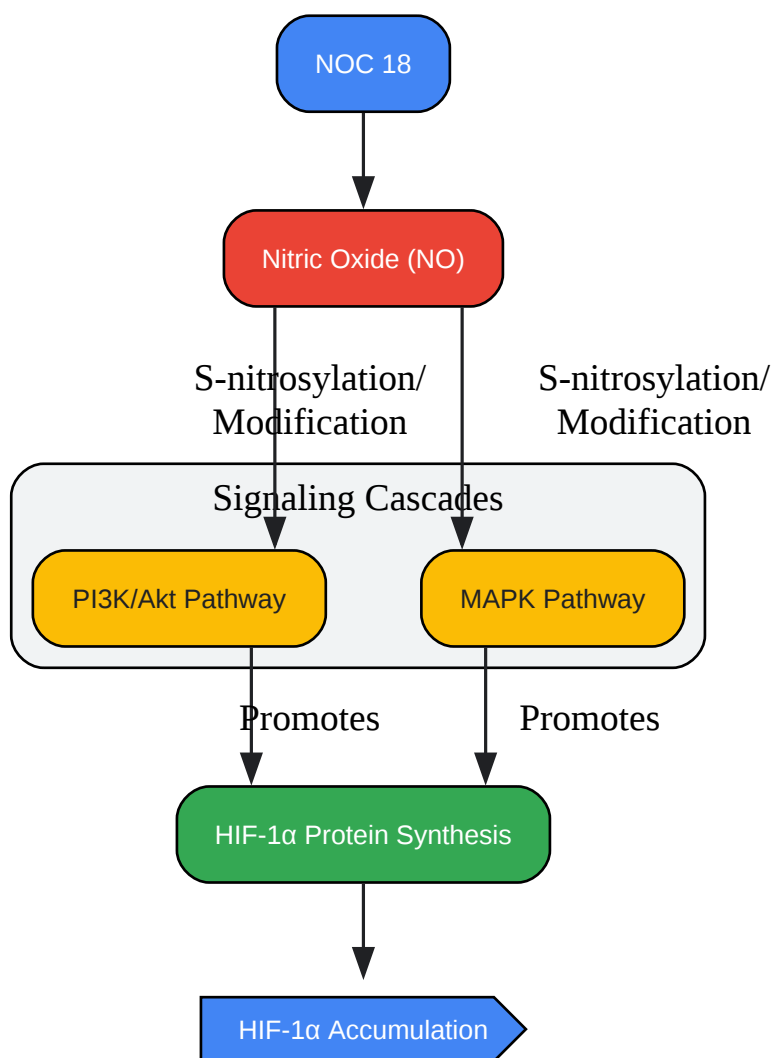 NOC 18
Nitric Oxide (NO)
S-nitrosylation/
Modification
S-nitrosylation/
Modification
Signaling Cascades
PI3K/Akt Pathway
MAPK Pathway
Promotes
Promotes
HIF-1α Protein Synthesis
HIF-1α Accumulation